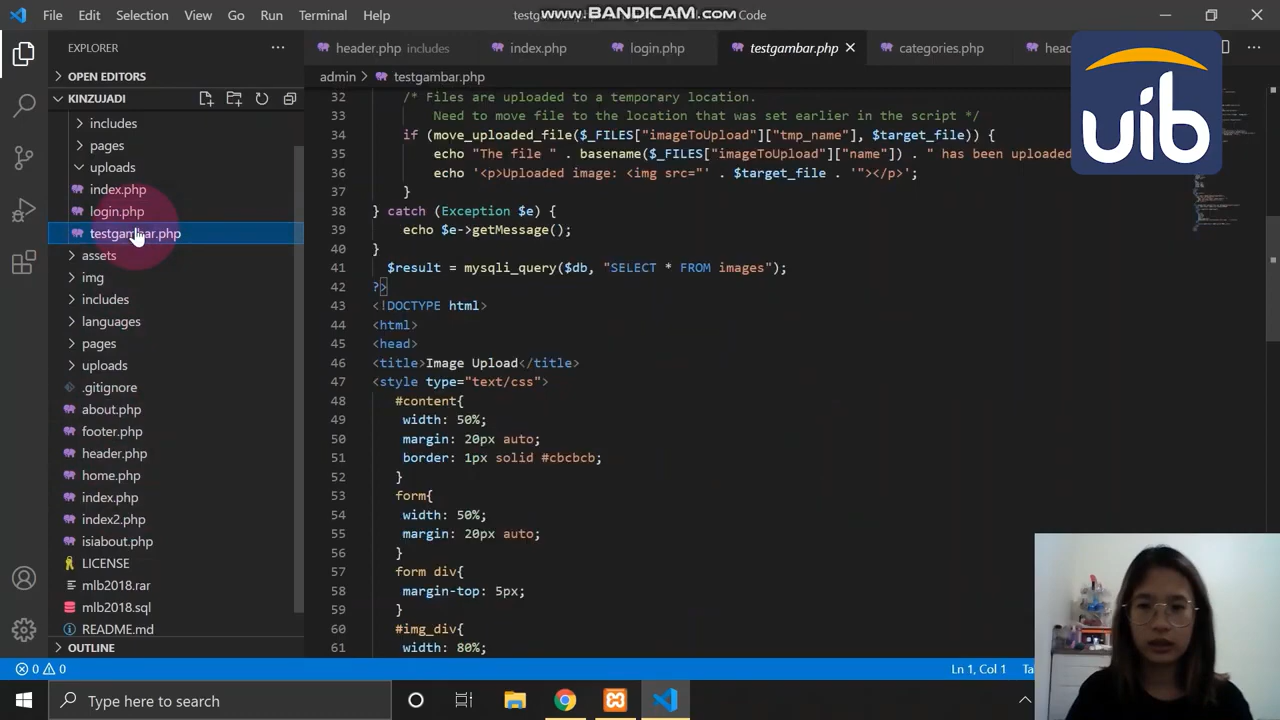 File Edit Selection View Go Run Terminal Help
testg
www.BANDICAM.com
Code
EXPLORER
header.php includes
index.php
login.php
testgambar.php
categories.php
head
uib
OPEN EDITORS
admin > testgambar.php
KINZUJADI
includes
pages
uploads
index.php
login.php
testgambar.php
assets
img
includes
languages
pages
uploads
.gitignore
about.php
footer.php
header.php
home.php
index.php
index2.php
isiabout.php
LICENSE
mlb2018.rar
mlb2018.sql
README.md
OUTLINE
32 /* Files are uploaded to a temporary location.
33 Need to move file to the location that was set earlier in the script */
34 if (move_uploaded_file($_FILES["imageToUpload"]["tmp_name"], $target_file)) {
35 echo "The file " . basename($_FILES["imageToUpload"]["name"]) . " has been uploaded
36 echo '<p>Uploaded image: <img src="' . $target_file . '"></p>';
37 }
38 } catch (Exception $e) {
39 echo $e->getMessage();
40 }
41 $result = mysqli_query($db, "SELECT * FROM images");
42 ?>
43 <!DOCTYPE html>
44 <html>
45 <head>
46 <title>Image Upload</title>
47 <style type="text/css">
48 #content{
49 width: 50%;
50 margin: 20px auto;
51 border: 1px solid #cbcbcb;
52 }
53 form{
54 width: 50%;
55 margin: 20px auto;
56 }
57 form div{
58 margin-top: 5px;
59 }
60 #img_div{
61 width: 80%;
0 0
Ln 1, Col 1
Ta
Type here to search